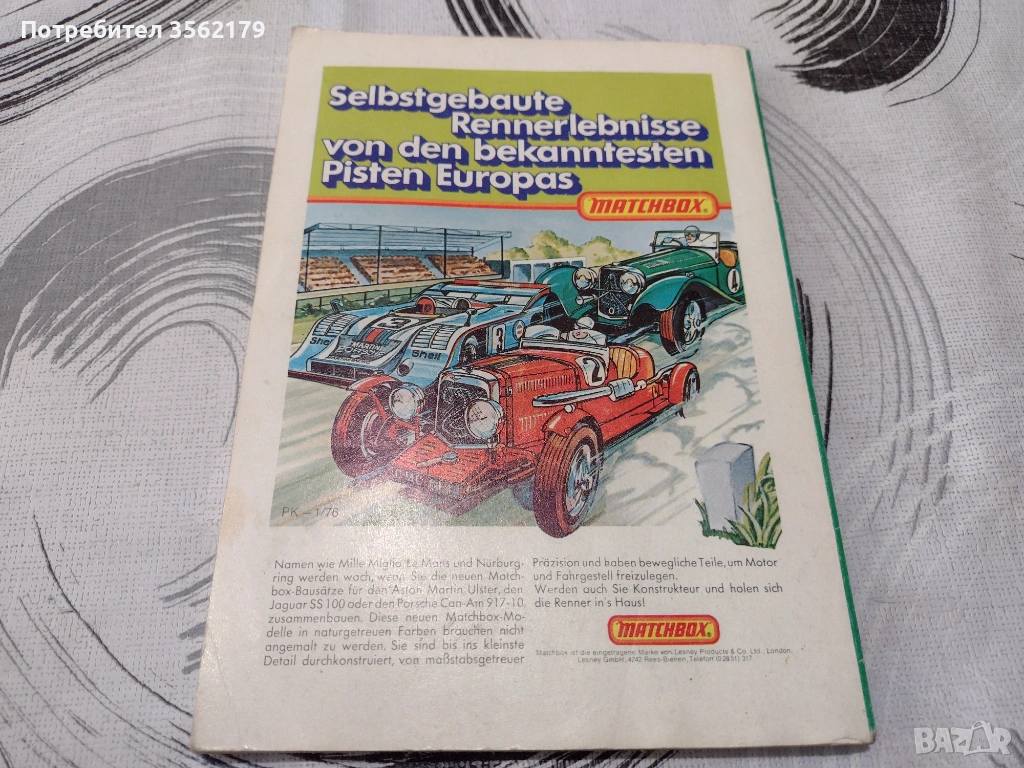 Потребител 3562179
Selbstgebaute
Rennerlebnisse
von den bekanntesten
Pisten Europas
MATCHBOX
4
3
MARTINI
Shell
3
Shell
2
PK – 1/76
Namen wie Mille Miglia, Le Mans und Nürburg-
ring werden wach, wenn Sie die neuen Match-
box-Bausätze für den Aston Martin Ulster, den
Jaguar SS 100 oder den Porsche Can-Am 917-10
zusammenbauen. Diese neuen Matchbox-Mo-
delle in naturgetreuen Farben brauchen nicht
angemalt zu werden. Sie sind bis ins kleinste
Detail durchkonstruiert, von maßstabsgetreuer
Präzision und haben bewegliche Teile, um Motor
und Fahrgestell freizulegen.
Werden auch Sie Konstrukteur und holen sich
die Renner in's Haus!
MATCHBOX
Matchbox ist die eingetragene Marke von Lesney Products & Co. Ltd., London.
Lesney GmbH, 4242 Rees-Bienen, Telefon (0 28 51) 317
BAZAR